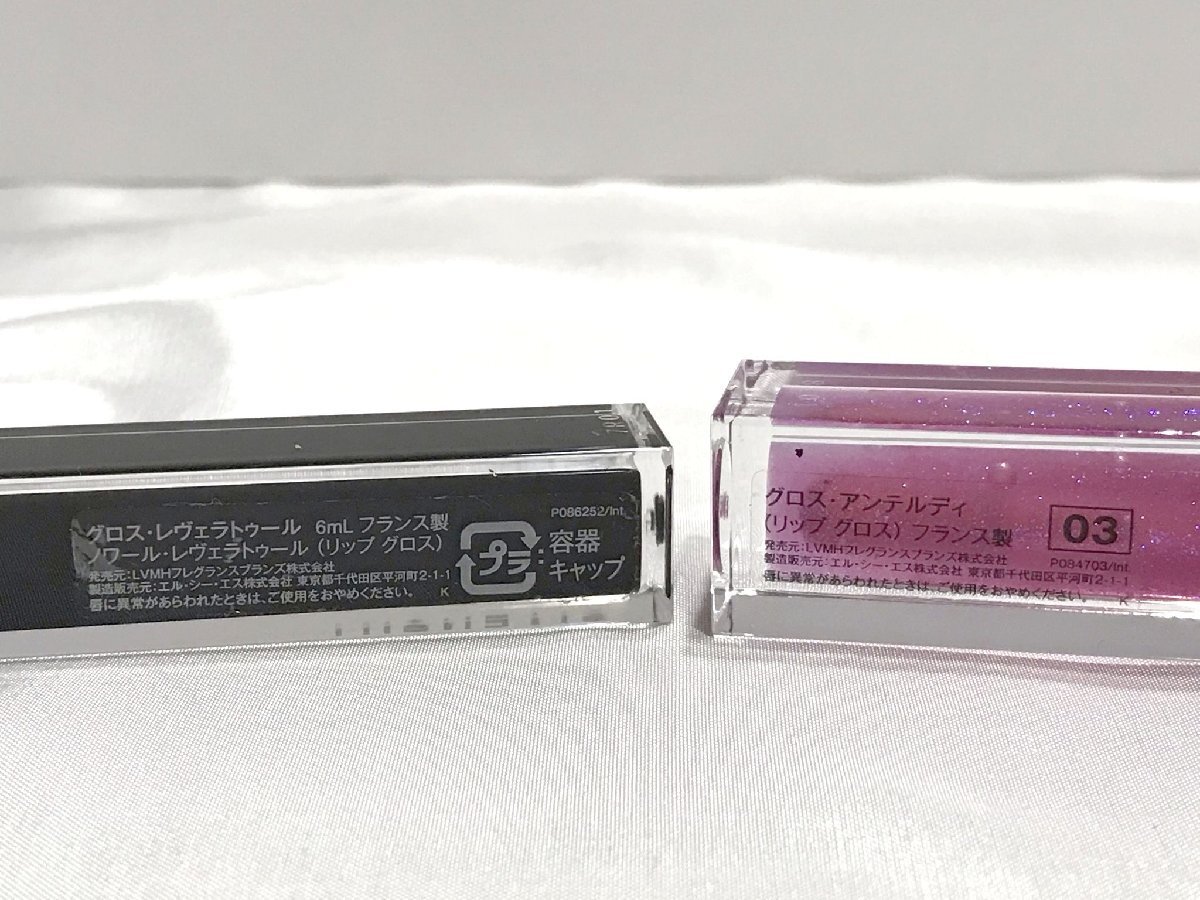 P086252/Int.
グロス・レヴェラトゥール 6mL フランス製
ノワール・レヴェラトゥール (リップ グロス)
発売元:LVMHフレグランスブランズ株式会社
製造販売元:エル・シー・エス株式会社 東京都千代田区平河町2-1-1
唇に異常があらわれたときは、ご使用をおやめください。 K
プラ
容器
キャップ
グロス・アンテルディ
(リップ グロス) フランス製
03
発売元:LVMHフレグランスブランズ株式会社
P084703/Int.
製造販売元:エル・シー・エス株式会社 東京都千代田区平河町2-1-1
唇に異常があらわれたときは、ご使用をおやめください。 K